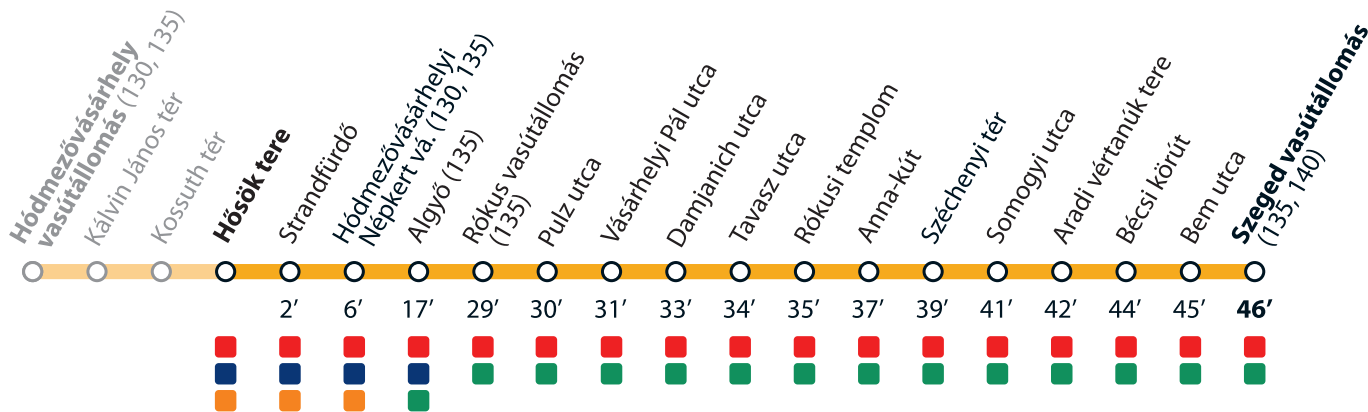 Hódmezővásárhely
vasútállomás (130, 135)
Kálvin János tér
Kossuth tér
Hősök tere
Strandfürdő
Hódmezővásárhelyi
Népkert vá. (130, 135)
Algyő (135)
Rókus vasútállomás
(135)
Pulz utca
Vásárhelyi Pál utca
Damjanich utca
Tavasz utca
Rókusi templom
Anna-kút
Széchenyi tér
Somogyi utca
Aradi vértanúk tere
Bécsi körút
Bem utca
Szeged vasútállomás
(135, 140)
2’ 6’ 17’ 29’ 30’ 31’ 33’ 34’ 35’ 37’ 39’ 41’ 42’ 44’ 45’ 46’